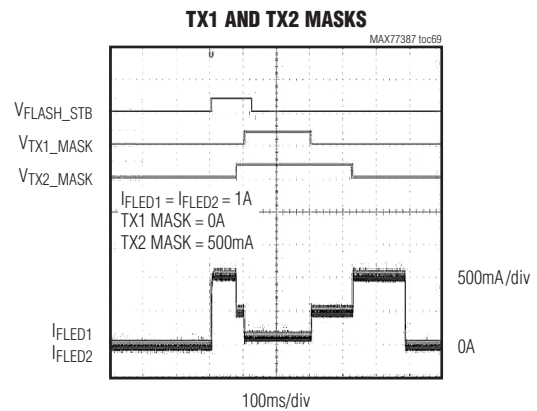 TX1 AND TX2 MASKS
MAX77387 toc69
VFLASH_STB
VTX1_MASK
VTX2_MASK
IFLED1 = IFLED2 = 1A
TX1 MASK = 0A
TX2 MASK = 500mA
500mA/div
IFLED1
IFLED2
0A
100ms/div